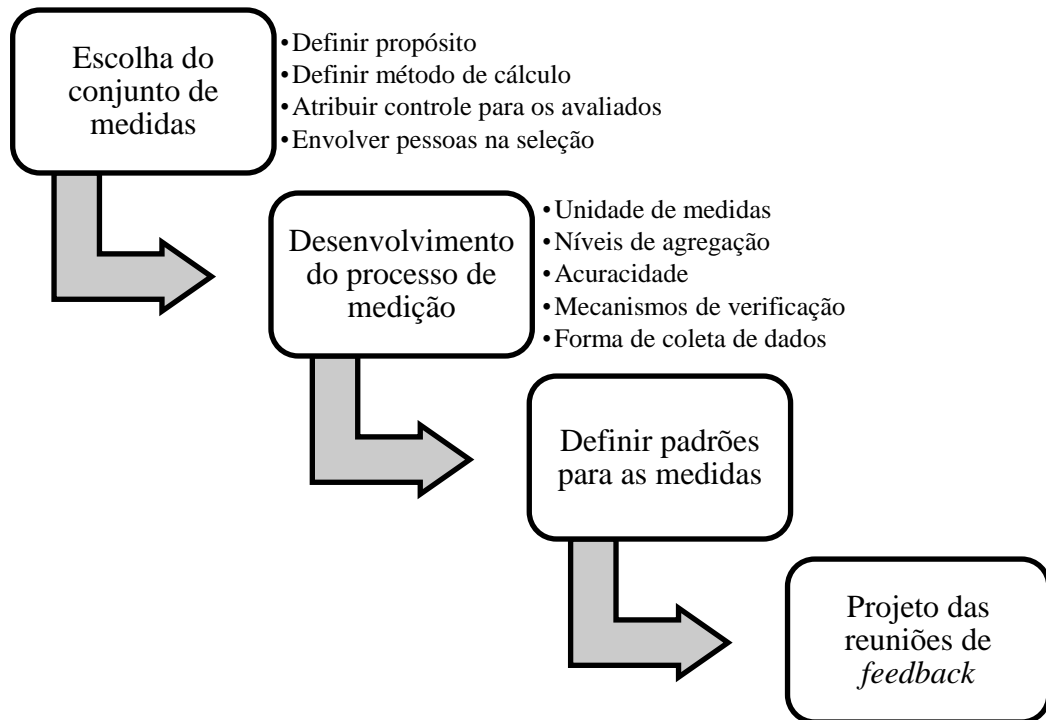 Escolha do
conjunto de
medidas
•Definir propósito
•Definir método de cálculo
•Atribuir controle para os avaliados
•Envolver pessoas na seleção
Desenvolvimento
do processo de
medição
•Unidade de medidas
•Níveis de agregação
•Acuracidade
•Mecanismos de verificação
•Forma de coleta de dados
Definir padrões
para as medidas
Projeto das
reuniões de
feedback